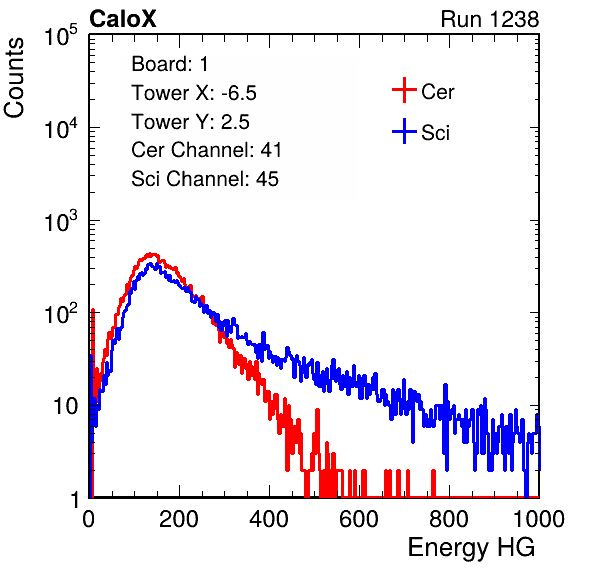 CaloX Run 1238
Counts
Board: 1
Tower X: -6.5
Tower Y: 2.5
Cer Channel: 41
Sci Channel: 45
Cer
Sci
10^5
10^4
10^3
10^2
10
1
0 200 400 600 800 1000
Energy HG